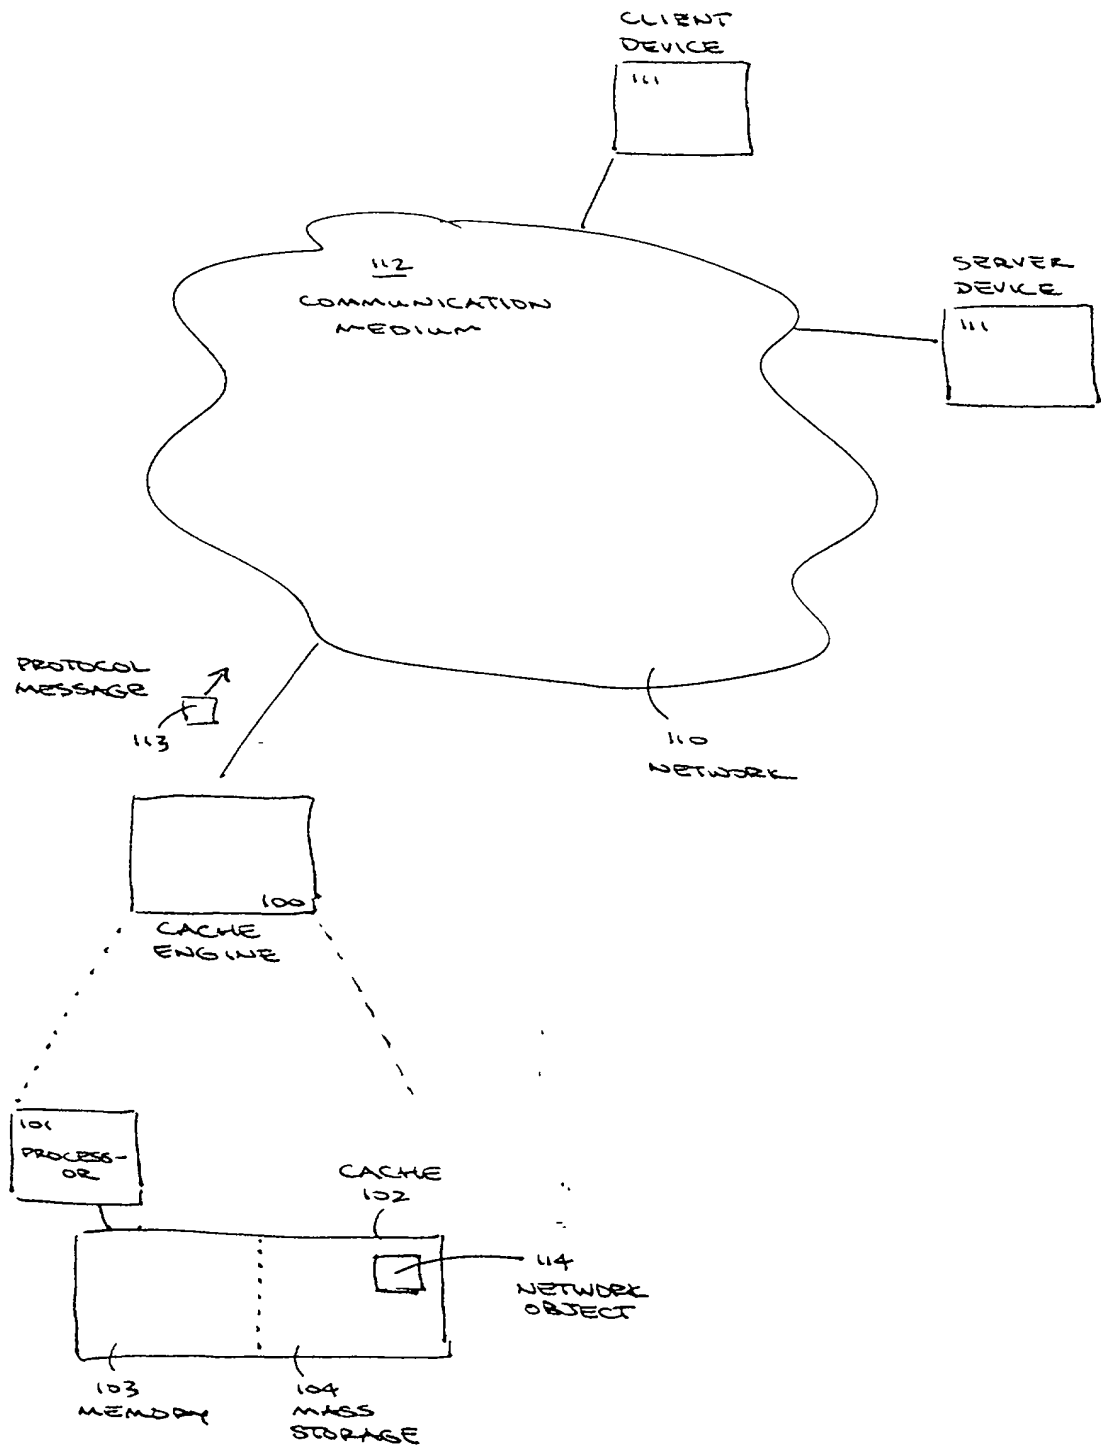 CLIENT
DEVICE
111
112
COMMUNICATION
MEDIUM
SERVER
DEVICE
111
PROTOCOL
MESSAGE
113
110
NETWORK
100
CACHE
ENGINE
101
PROCESS-
OR
CACHE
102
114
NETWORK
OBJECT
103
MEMORY
104
MASS
STORAGE